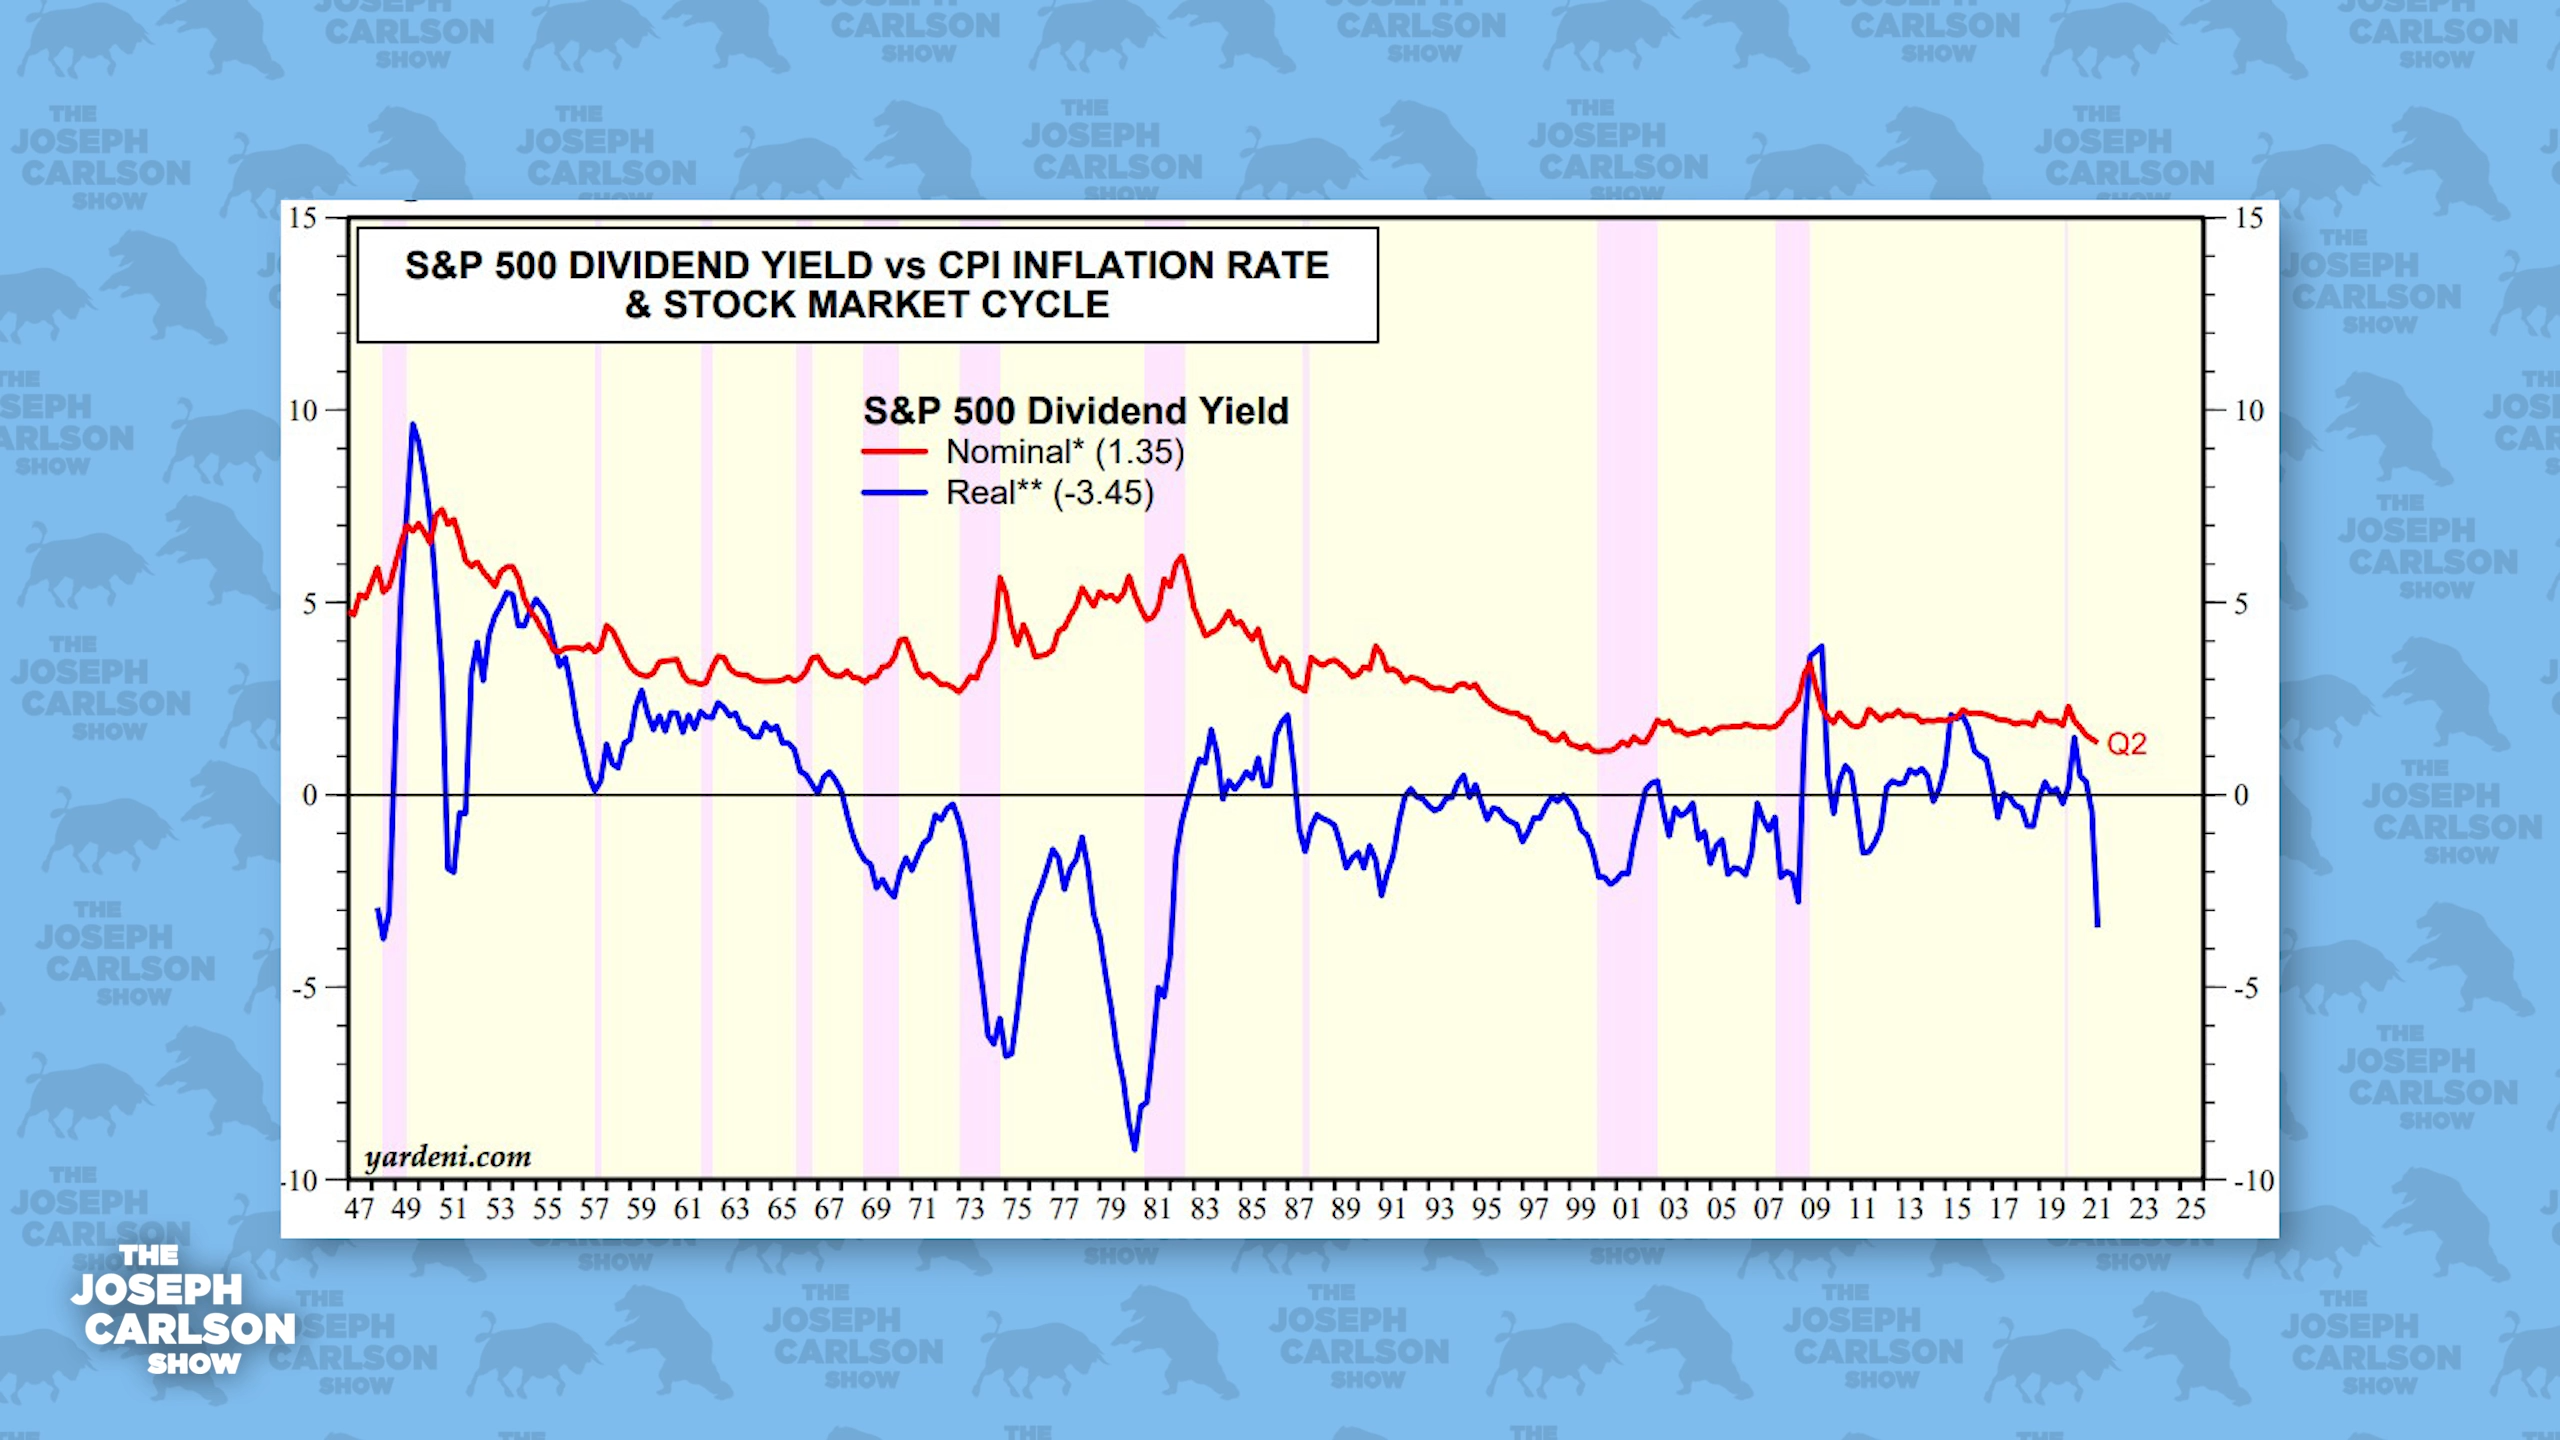 S&P 500 DIVIDEND YIELD vs CPI INFLATION RATE
& STOCK MARKET CYCLE
S&P 500 Dividend Yield
Nominal* (1.35)
Real** (-3.45)
15
10
5
0
-5
-10
15
10
5
0
-5
-10
Q2
yardeni.com
47 49 51 53 55 57 59 61 63 65 67 69 71 73 75 77 79 81 83 85 87 89 91 93 95 97 99 01 03 05 07 09 11 13 15 17 19 21 23 25
THE
JOSEPH
CARLSON
SHOW